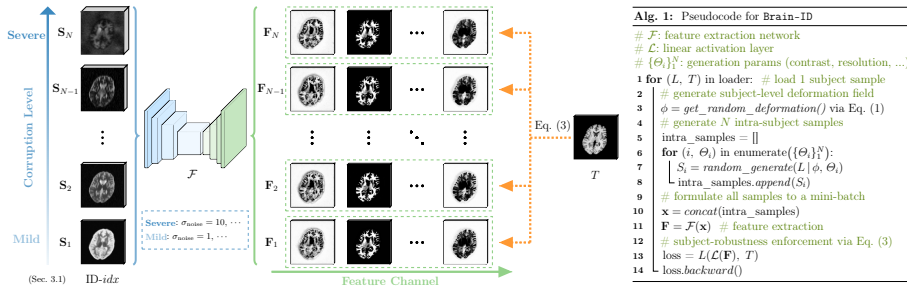 Corruption Level
Severe
Mild
S_N
S_{N−1}
S_2
S_1
(Sec. 3.1)
ID-idx
F
Severe: σ_noise = 10, ···
Mild: σ_noise = 1, ···
F_N
F_{N−1}
F_2
F_1
Feature Channel
Eq. (3)
T
Alg. 1: Pseudocode for Brain-ID
# F: feature extraction network
# L: linear activation layer
# {Θ_i}_1^N: generation params (contrast, resolution, ...)
1 for (L, T) in loader: # load 1 subject sample
2 # generate subject-level deformation field
3 ϕ = get_random_deformation() via Eq. (1)
4 # generate N intra-subject samples
5 intra_samples = []
6 for (i, Θ_i) in enumerate({Θ_i}_1^N):
7 S_i = random_generate(L | ϕ, Θ_i)
8 intra_samples.append(S_i)
9 # formulate all samples to a mini-batch
10 x = concat(intra_samples)
11 F = F(x) # feature extraction
12 # subject-robustness enforcement via Eq. (3)
13 loss = L(L(F), T)
14 loss.backward()